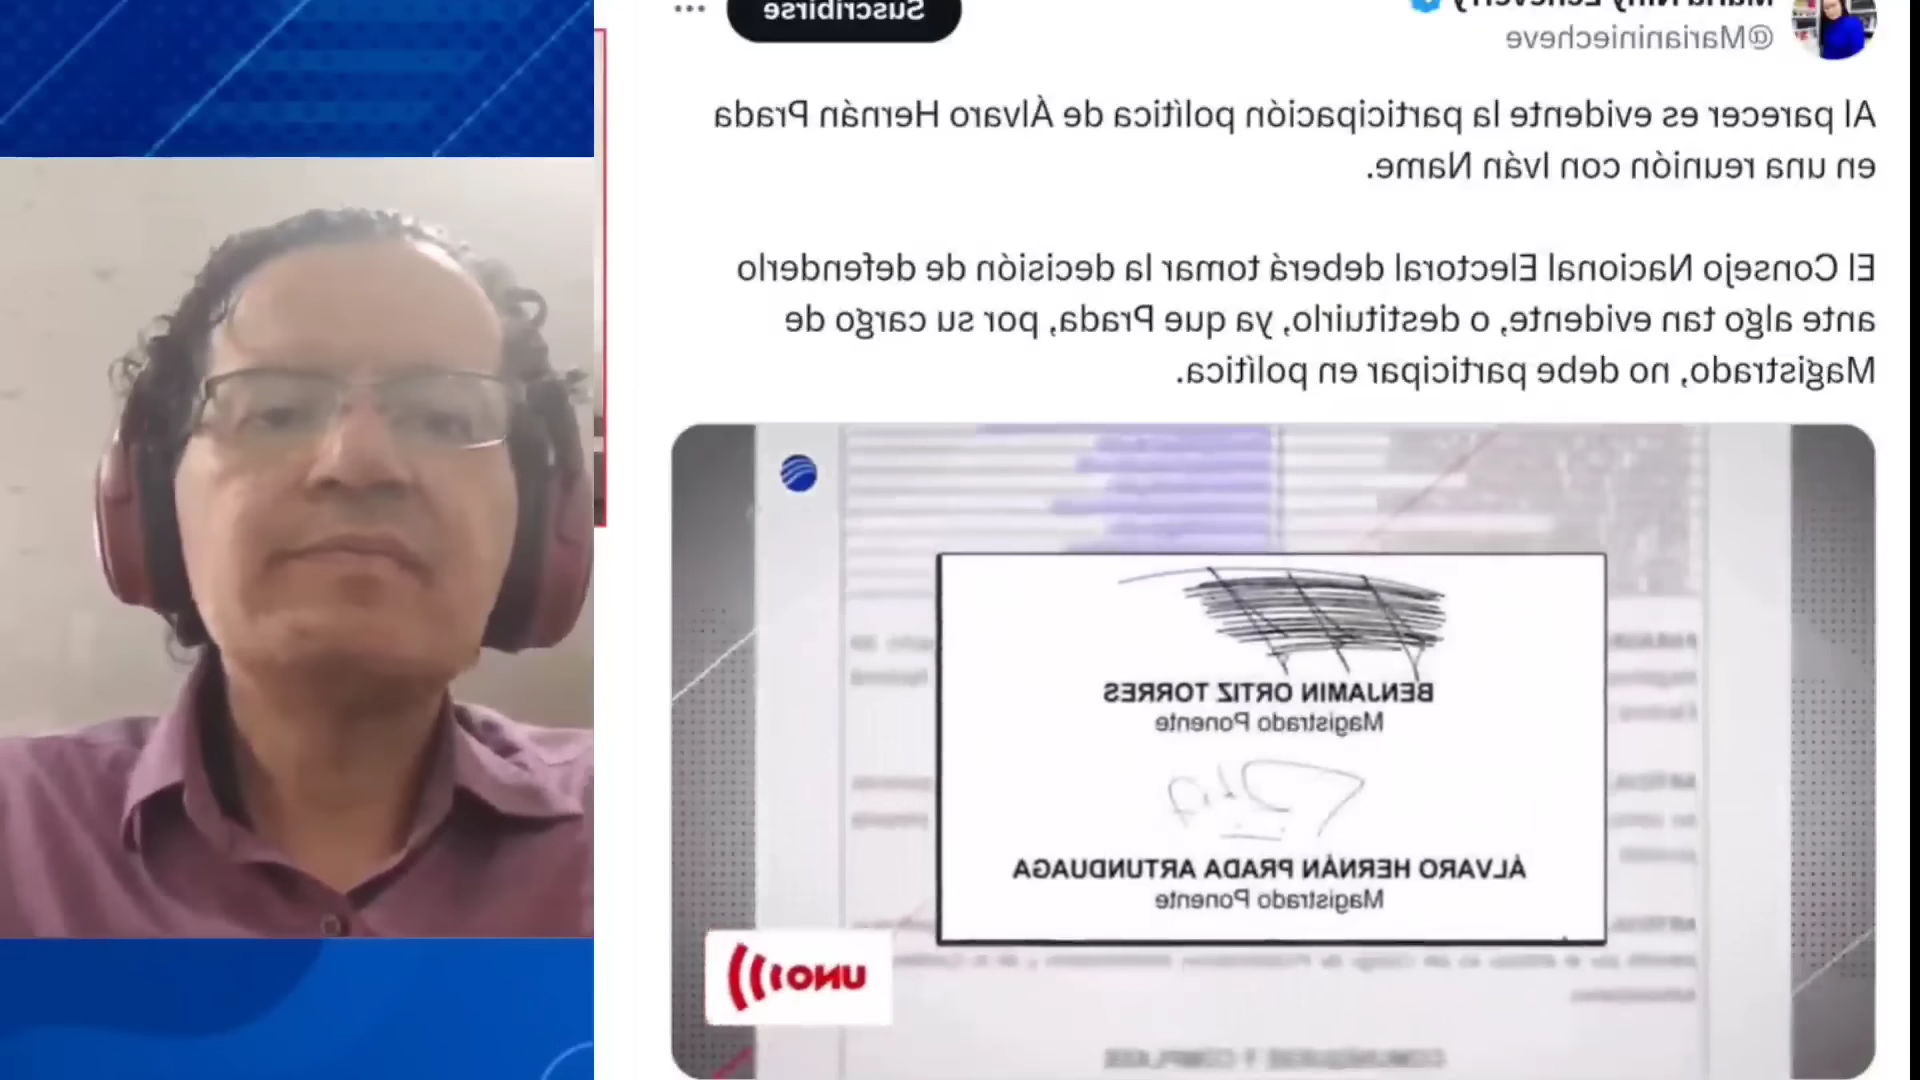 Suscribirse
@Marianiniecheve
Al parecer es evidente la participación política de Álvaro Hernán Prada
en una reunión con Iván Name.
El Consejo Nacional Electoral deberá tomar la decisión de defenderlo
ante algo tan evidente, o destituirlo, ya que Prada, por su cargo de
Magistrado, no debe participar en política.
BENJAMIN ORTIZ TORRES
Magistrado Ponente
ÁLVARO HERNÁN PRADA ARTUNDUAGA
Magistrado Ponente
UNO
COMUNÍQUESE Y CÚMPLASE